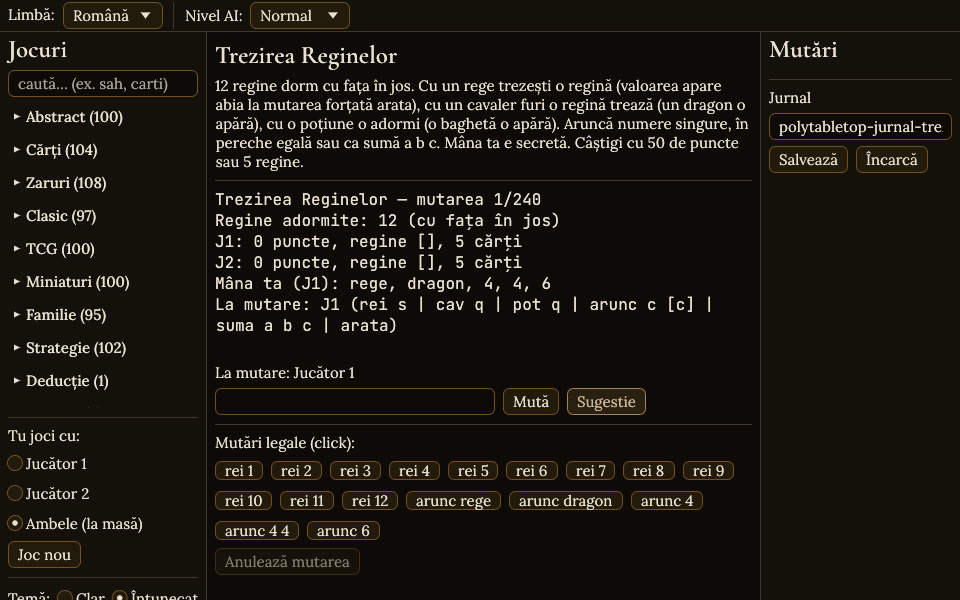 Limbă:
Română
Nivel AI:
Normal
Jocuri
caută... (ex. sah, carti)
Abstract (100)
Cărți (104)
Zaruri (108)
Clasic (97)
TCG (100)
Miniaturi (100)
Familie (95)
Strategie (102)
Deducție (1)
Tu joci cu:
Jucător 1
Jucător 2
Ambele (la masă)
Joc nou
Temă: Clar Întunecat
Trezirea Reginelor
12 regine dorm cu fața în jos. Cu un rege trezești o regină (valoarea apare
abia la mutarea forțată arata), cu un cavaler furi o regină trează (un dragon o
apără), cu o poțiune o adormi (o baghetă o apără). Aruncă numere singure, în
pereche egală sau ca sumă a b c. Mâna ta e secretă. Câștigi cu 50 de puncte
sau 5 regine.
Trezirea Reginelor — mutarea 1/240
Regine adormite: 12 (cu fața în jos)
J1: 0 puncte, regine [], 5 cărți
J2: 0 puncte, regine [], 5 cărți
Mâna ta (J1): rege, dragon, 4, 4, 6
La mutare: J1 (rei s | cav q | pot q | arunc c [c] |
suma a b c | arata)
La mutare: Jucător 1
Mută
Sugestie
Mutări legale (click):
rei 1 rei 2 rei 3 rei 4 rei 5 rei 6 rei 7 rei 8 rei 9
rei 10 rei 11 rei 12 arunc rege arunc dragon arunc 4
arunc 4 4 arunc 6
Anulează mutarea
Mutări
Jurnal
polytabletop-jurnal-tre
Salvează
Încarcă